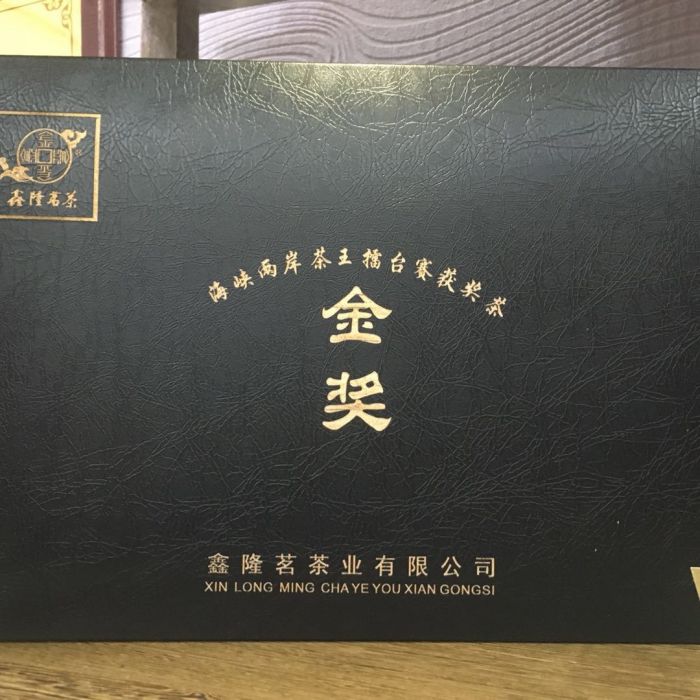 鑫隆茗茶
海峡两岸茶王擂台赛获奖茶
金
奖
鑫隆茗茶业有限公司
XIN LONG MING CHA YE YOU XIAN GONGSI